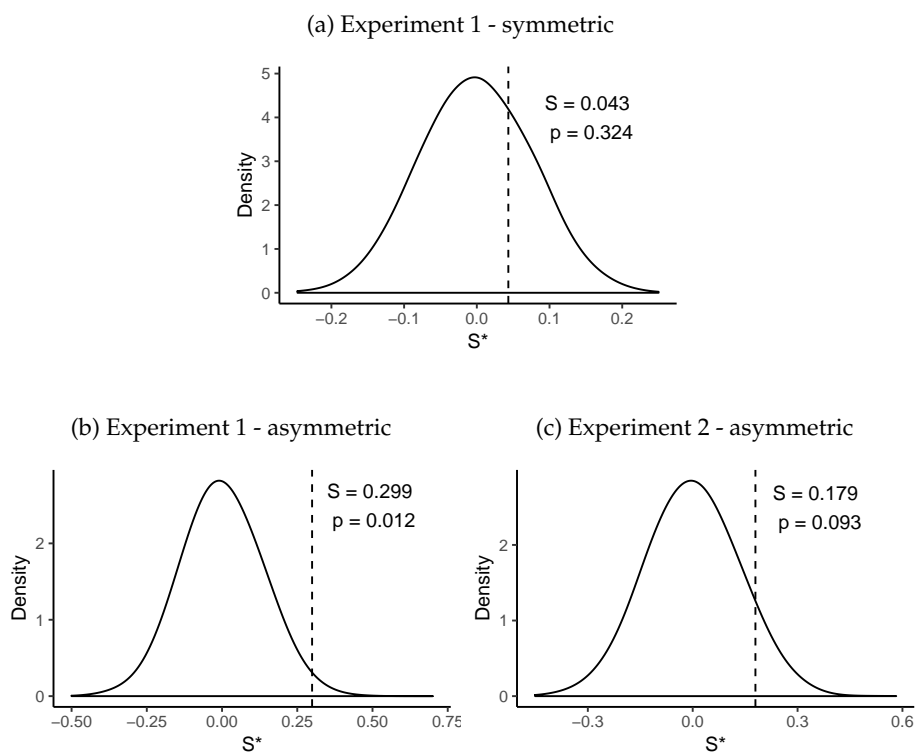 (a) Experiment 1 - symmetric
5
4
3
2
1
0
Density
S = 0.043
p = 0.324
−0.2 −0.1 0.0 0.1 0.2
S*
(b) Experiment 1 - asymmetric
2
1
0
Density
S = 0.299
p = 0.012
−0.50 −0.25 0.00 0.25 0.50 0.75
S*
(c) Experiment 2 - asymmetric
2
1
0
Density
S = 0.179
p = 0.093
−0.3 0.0 0.3 0.6
S*